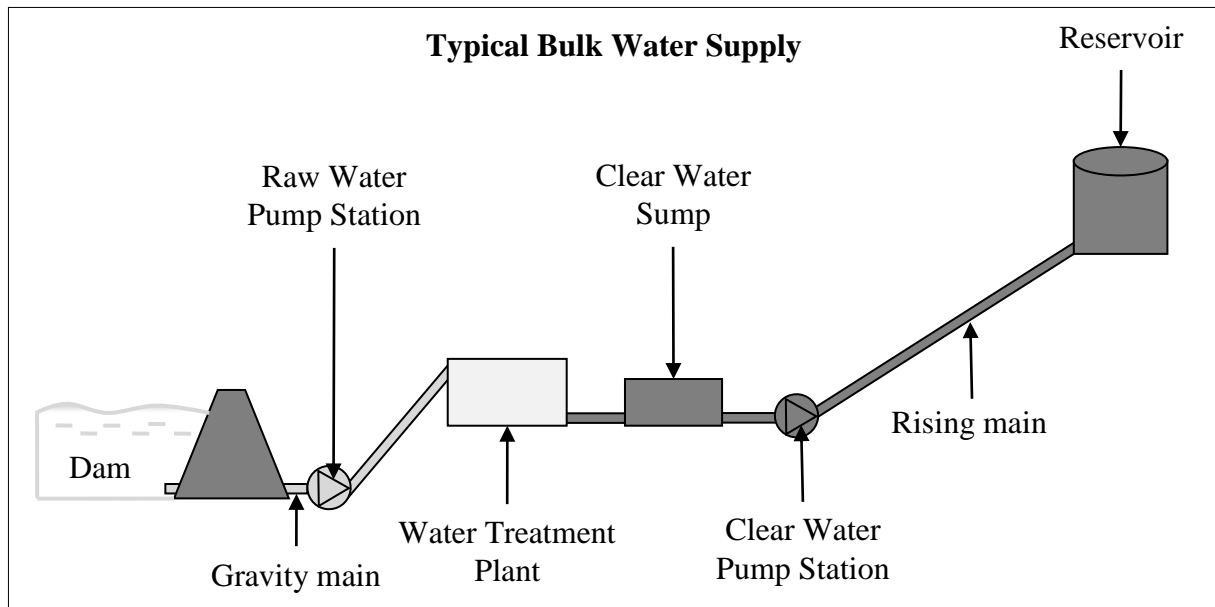 Typical Bulk Water Supply
Reservoir
Raw Water
Pump Station
Clear Water
Sump
Dam
Rising main
Water Treatment
Plant
Clear Water
Pump Station
Gravity main